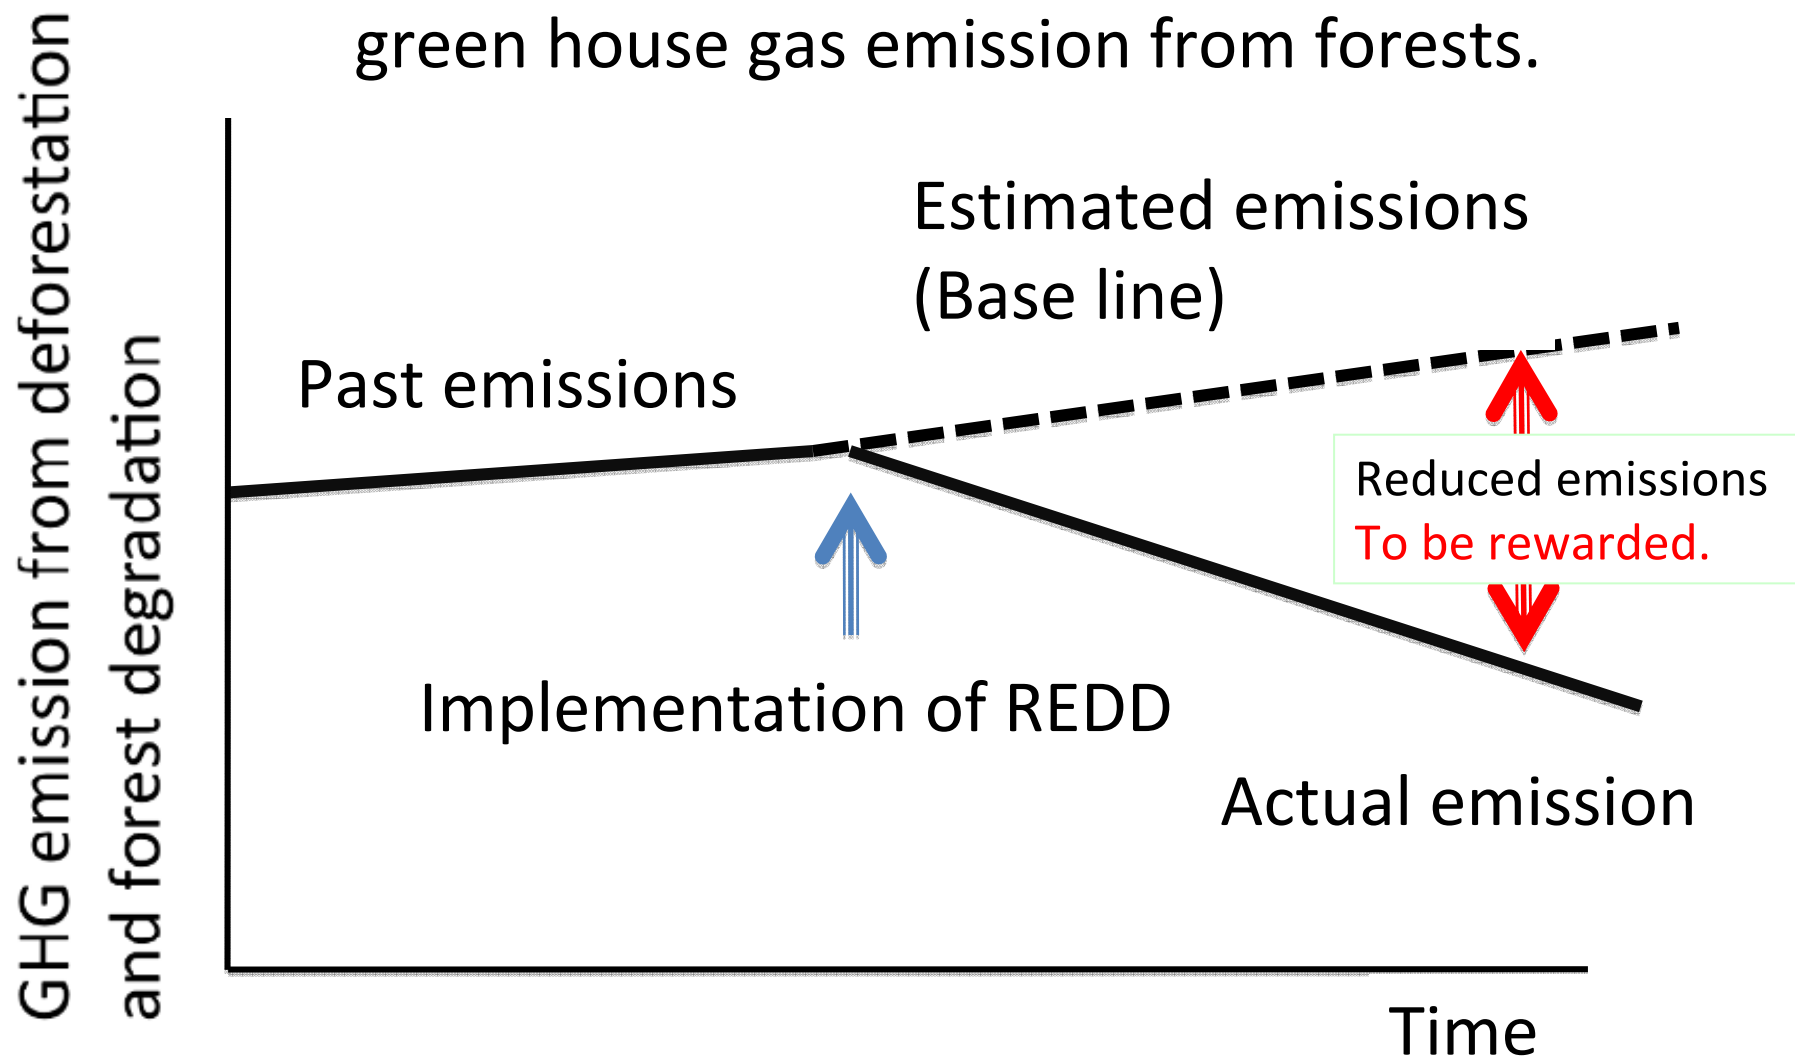 green house gas emission from forests.
GHG emission from deforestation
and forest degradation
Estimated emissions
(Base line)
Past emissions
Reduced emissions
To be rewarded.
Implementation of REDD
Actual emission
Time